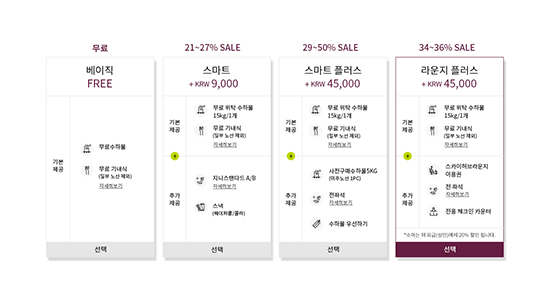 무료
베이직
FREE
기본
제공
무료수하물
무료 기내식
(일부 노선 제외)
자세히보기
선택
21~27% SALE
스마트
+ KRW 9,000
기본
제공
무료 위탁 수하물
15kg/1개
무료 기내식
(일부 노선 제외)
자세히보기
추가
제공
지니스탠다드 A/B
스낵
(웨이퍼롤/콜라)
선택
29~50% SALE
스마트 플러스
+ KRW 45,000
기본
제공
무료 위탁 수하물
15kg/1개
무료 기내식
(일부 노선 제외)
자세히보기
추가
제공
사전구매수하물5KG
(미주노선 1PC)
전좌석
자세히보기
수하물 우선하기
선택
34~36% SALE
라운지 플러스
+ KRW 45,000
기본
제공
무료 위탁 수하물
15kg/1개
무료 기내식
(일부 노선 제외)
자세히보기
추가
제공
스카이허브라운지
이용권
전 좌석
자세히보기
전용 체크인 카운터
*소아는 위 요금(성인)에서 20% 할인 됩니다.
선택